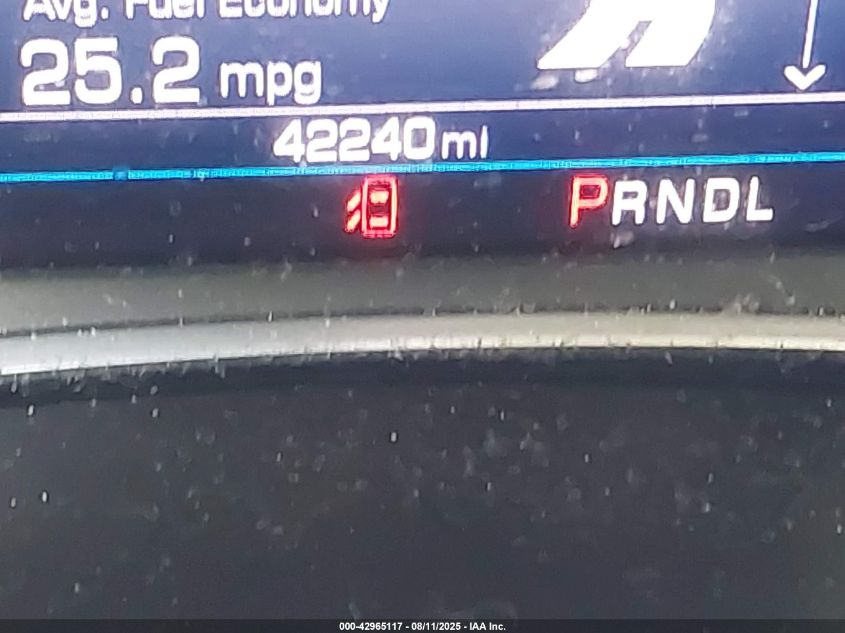 Avg. Fuel Economy
25.2 mpg
42240 mi
PRNDL
000-42965117 - 08/11/2025 - IAA Inc.